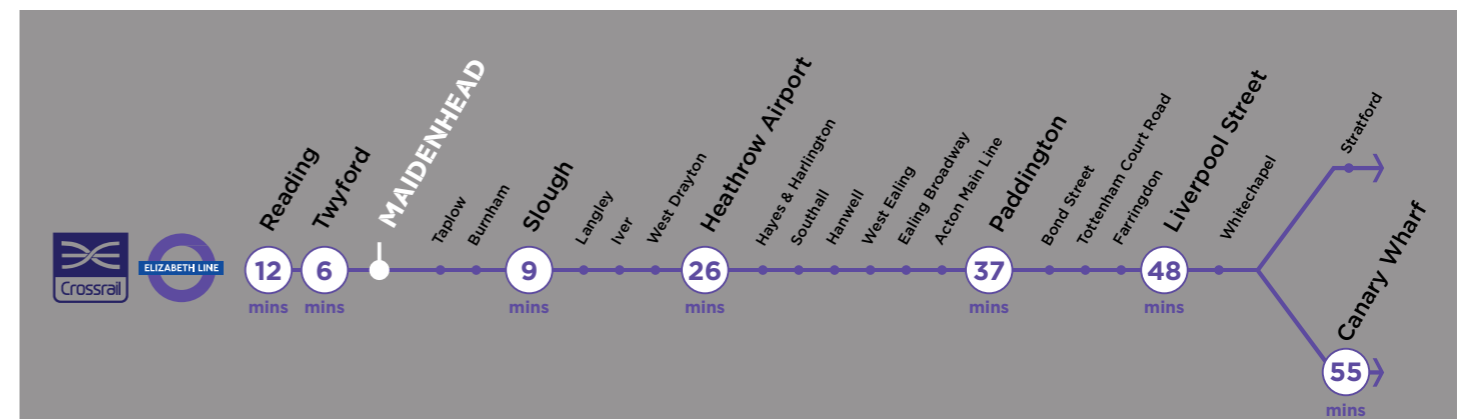 Crossrail
ELIZABETH LINE
Reading
12
mins
Twyford
6
mins
MAIDENHEAD
Taplow
Burnham
Slough
9
mins
Langley
Iver
West Drayton
Heathrow Airport
26
mins
Hayes & Harlington
Southall
Hanwell
West Ealing
Ealing Broadway
Acton Main Line
Paddington
37
mins
Bond Street
Tottenham Court Road
Farringdon
Liverpool Street
48
mins
Whitechapel
Stratford
Canary Wharf
55
mins